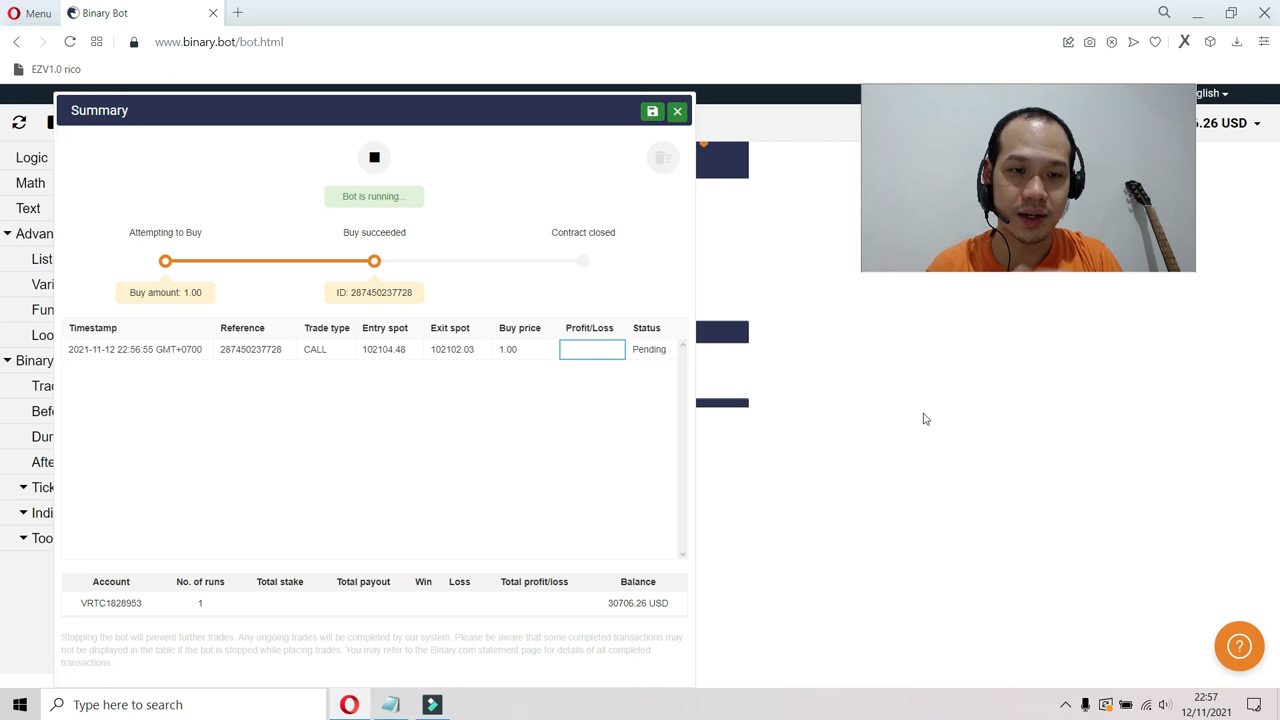 Menu
Binary Bot
www.binary.bot/bot.html
EZV1.0 rico
glish
6.26 USD
Logic
Math
Text
Advan
List
Vari
Fun
Loo
Binary
Trad
Befo
Dur
Afte
Tick
Indi
Too
Summary
Bot is running...
Attempting to Buy
Buy succeeded
Contract closed
Buy amount: 1.00
ID: 287450237728
Timestamp Reference Trade type Entry spot Exit spot Buy price Profit/Loss Status
2021-11-12 22:56:55 GMT+0700 287450237728 CALL 102104.48 102102.03 1.00 Pending
Account No. of runs Total stake Total payout Win Loss Total profit/loss Balance
VRTC1828953 1 30706.26 USD
Stopping the bot will prevent further trades. Any ongoing trades will be completed by our system. Please be aware that some completed transactions may
not be displayed in the table if the bot is stopped while placing trades. You may refer to the Binary.com statement page for details of all completed
transactions.
Type here to search
22:57
12/11/2021